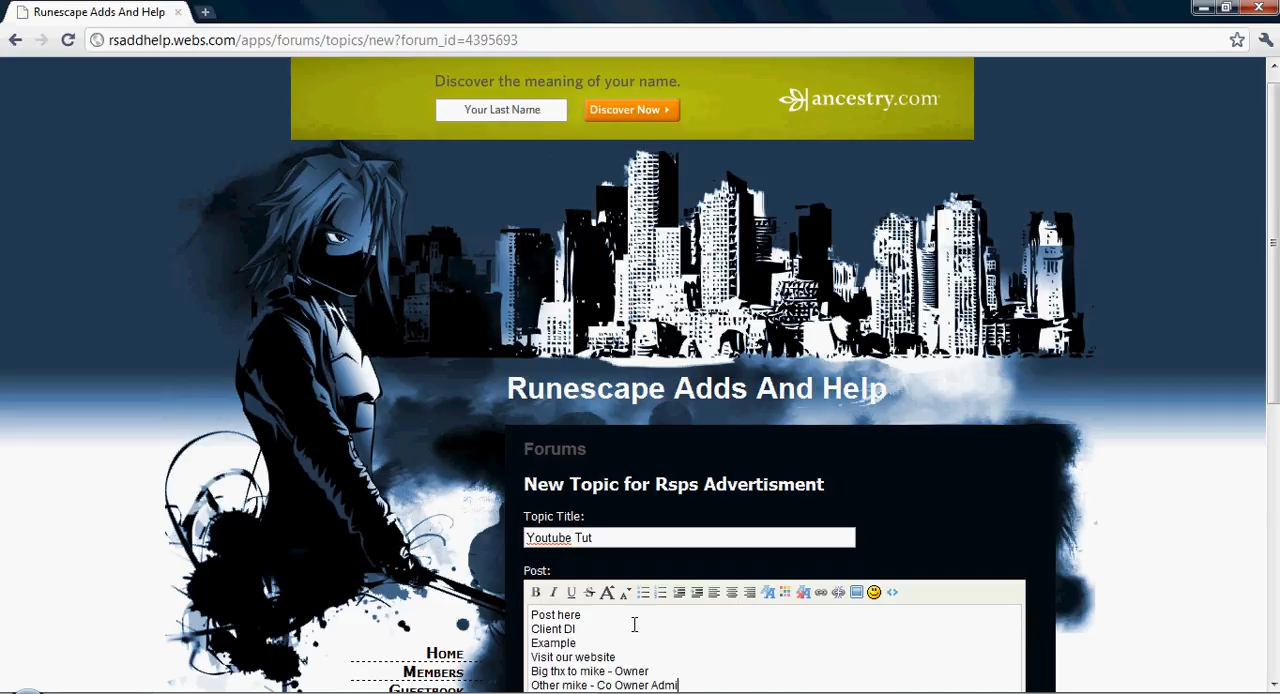 Runescape Adds And Help
rsaddhelp.webs.com/apps/forums/topics/new?forum_id=4395693
Discover the meaning of your name.
Your Last Name
Discover Now
ancestry.com
Runescape Adds And Help
Forums
New Topic for Rsps Advertisment
Topic Title:
Youtube Tut
Post:
B I U S A A
Post here
Client Dl
Example
Visit our website
Big thx to mike - Owner
Other mike - Co Owner Admi
Home
Members
Guestbook